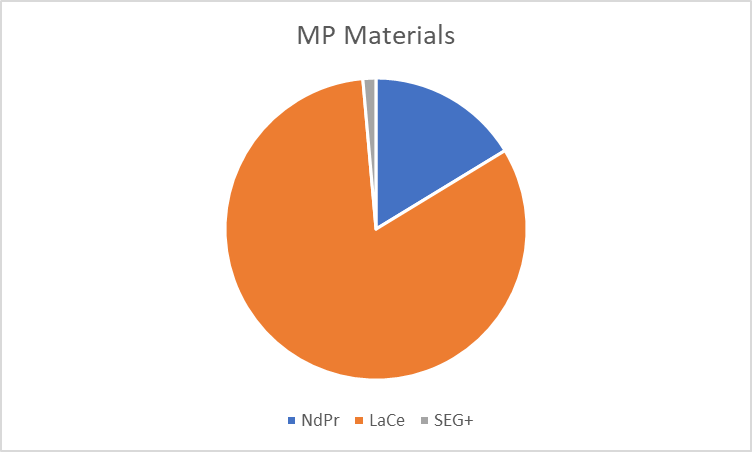 MP Materials
NdPr LaCe SEG+